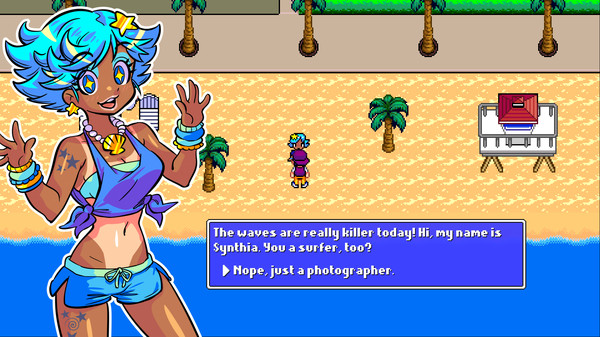 The waves are really killer today! Hi, my name is
Synthia. You a surfer, too?
Nope, just a photographer.